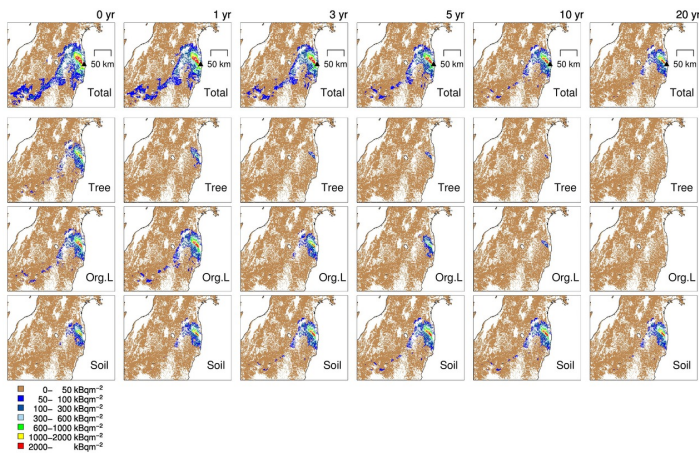 0 yr 1 yr 3 yr 5 yr 10 yr 20 yr
50 km 50 km 50 km 50 km 50 km 50 km
Total Total Total Total Total Total
Tree Tree Tree Tree Tree Tree
Org.L Org.L Org.L Org.L Org.L Org.L
Soil Soil Soil Soil Soil Soil
0– 50 kBqm⁻²
50– 100 kBqm⁻²
100– 300 kBqm⁻²
300– 600 kBqm⁻²
600–1000 kBqm⁻²
1000–2000 kBqm⁻²
2000– kBqm⁻²